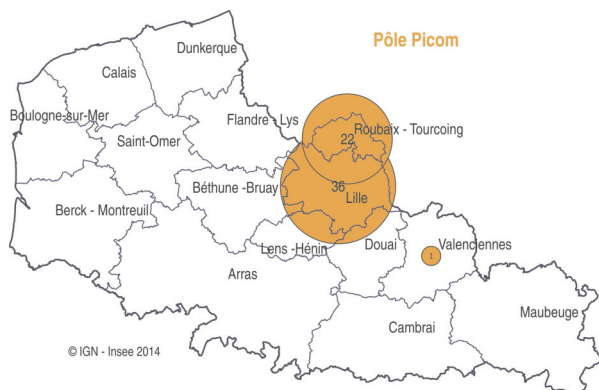 Pôle Picom
Dunkerque
Calais
Boulogne-sur-Mer
Flandre - Lys
Roubaix - Tourcoing
22
Saint-Omer
Béthune -Bruay
36
Lille
Berck - Montreuil
Lens -Hénin
Douai
Valenciennes
1
Arras
Maubeuge
Cambrai
© IGN - Insee 2014